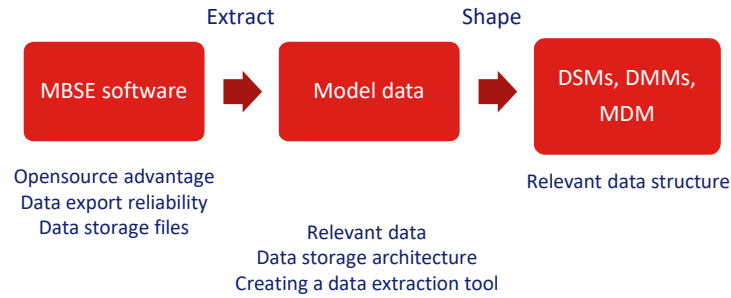 Extract
Shape
MBSE software
Model data
DSMs, DMMs,
MDM
Opensource advantage
Data export reliability
Data storage files
Relevant data
Data storage architecture
Creating a data extraction tool
Relevant data structure